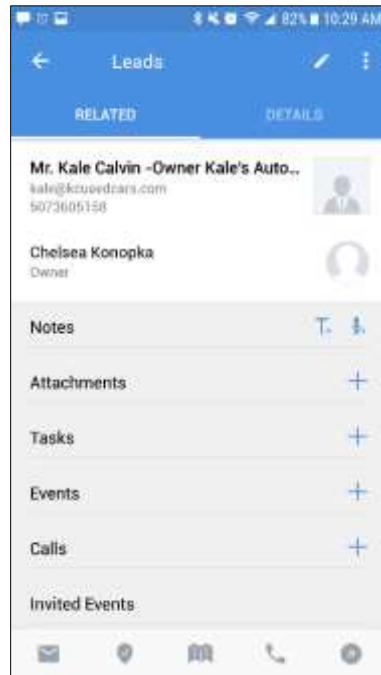 82% 10:29 AM
Leads
RELATED DETAILS
Mr. Kale Calvin -Owner Kale's Auto...
kale@kcusedcars.com
5073605158
Chelsea Konopka
Owner
Notes
Attachments
Tasks
Events
Calls
Invited Events